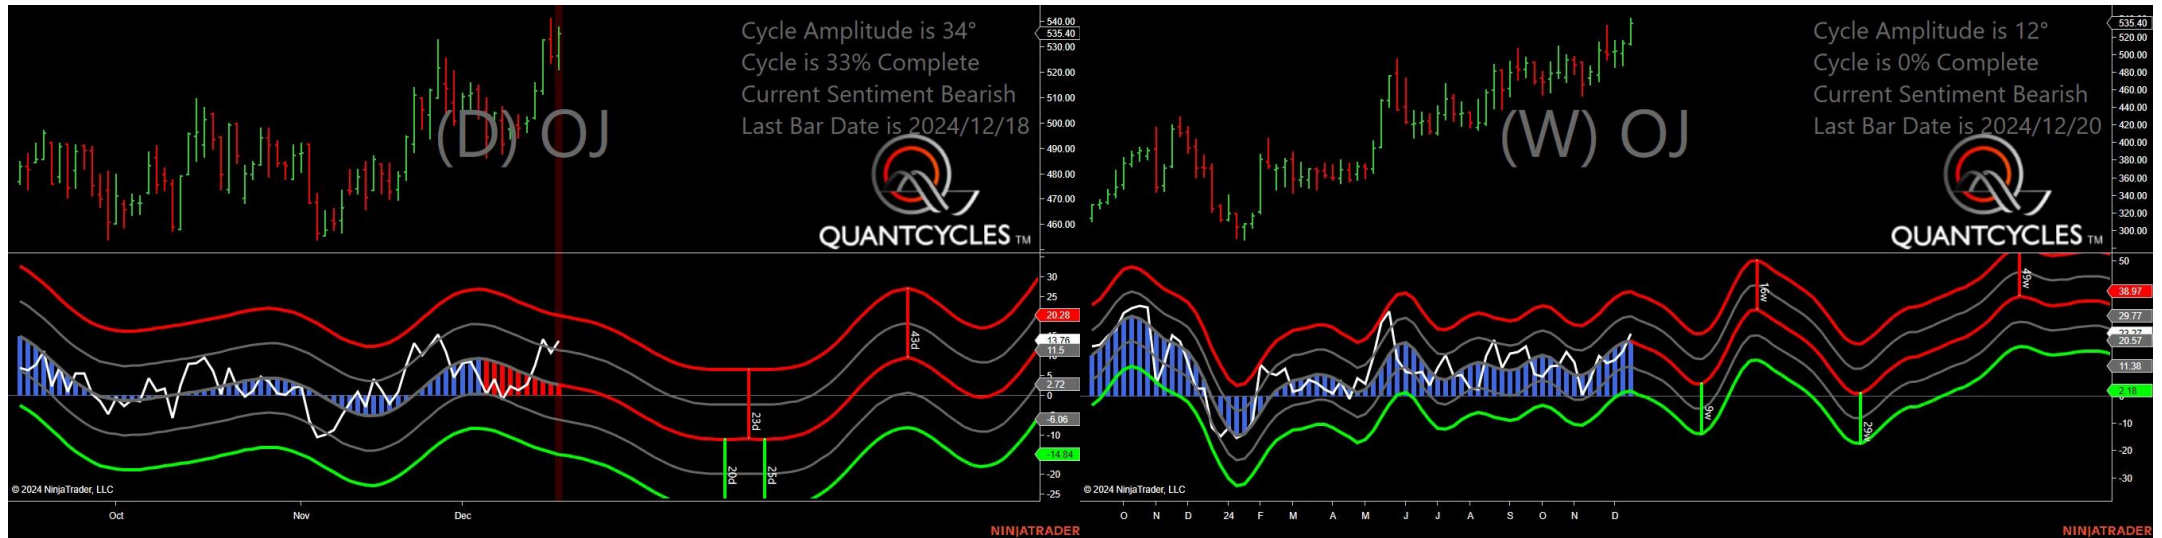 Cycle Amplitude is 34°
Cycle is 33% Complete
Current Sentiment Bearish
Last Bar Date is 2024/12/18
(D) OJ
QUANTCYCLES TM
540.00
535.40
530.00
520.00
510.00
500.00
490.00
480.00
470.00
460.00
30
25
20.28
13.76
11.5
5
2.72
0
-6.06
-10
-14.84
-20
-25
43d
23d
20d
25d
© 2024 NinjaTrader, LLC
Oct
Nov
Dec
NINJATRADER
Cycle Amplitude is 12°
Cycle is 0% Complete
Current Sentiment Bearish
Last Bar Date is 2024/12/20
(W) OJ
QUANTCYCLES TM
535.40
520.00
500.00
480.00
460.00
440.00
420.00
400.00
380.00
360.00
340.00
320.00
300.00
50
38.97
29.77
20.57
11.38
2.18
-10
-20
-30
16w
49w
9w
29w
© 2024 NinjaTrader, LLC
O N D 24 F M A M J J A S O N D
NINJATRADER